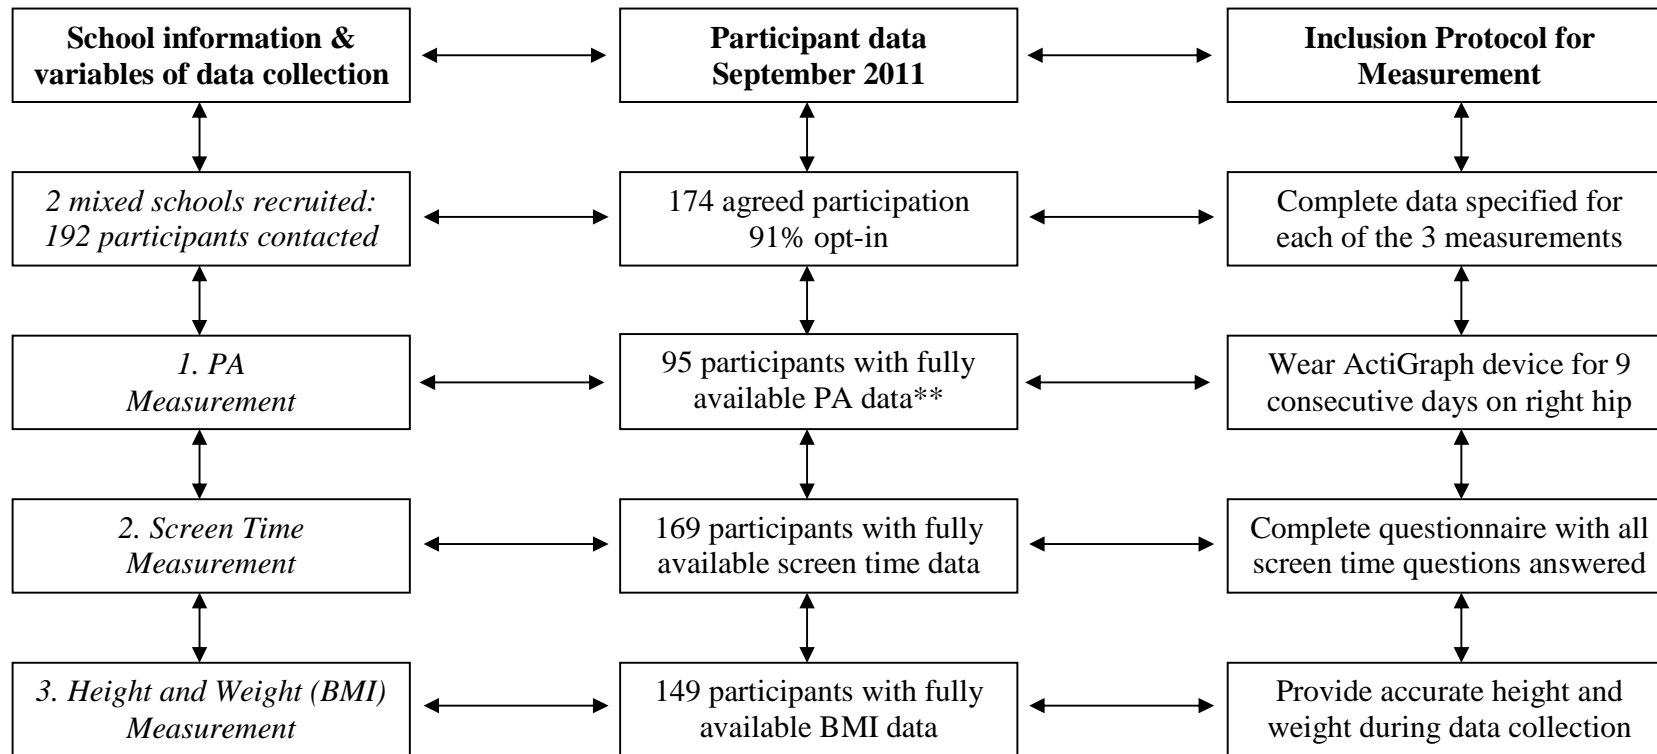 School information &
variables of data collection
Participant data
September 2011
Inclusion Protocol for
Measurement
2 mixed schools recruited:
192 participants contacted
174 agreed participation
91% opt-in
Complete data specified for
each of the 3 measurements
1. PA
Measurement
95 participants with fully
available PA data**
Wear ActiGraph device for 9
consecutive days on right hip
2. Screen Time
Measurement
169 participants with fully
available screen time data
Complete questionnaire with all
screen time questions answered
3. Height and Weight (BMI)
Measurement
149 participants with fully
available BMI data
Provide accurate height and
weight during data collection